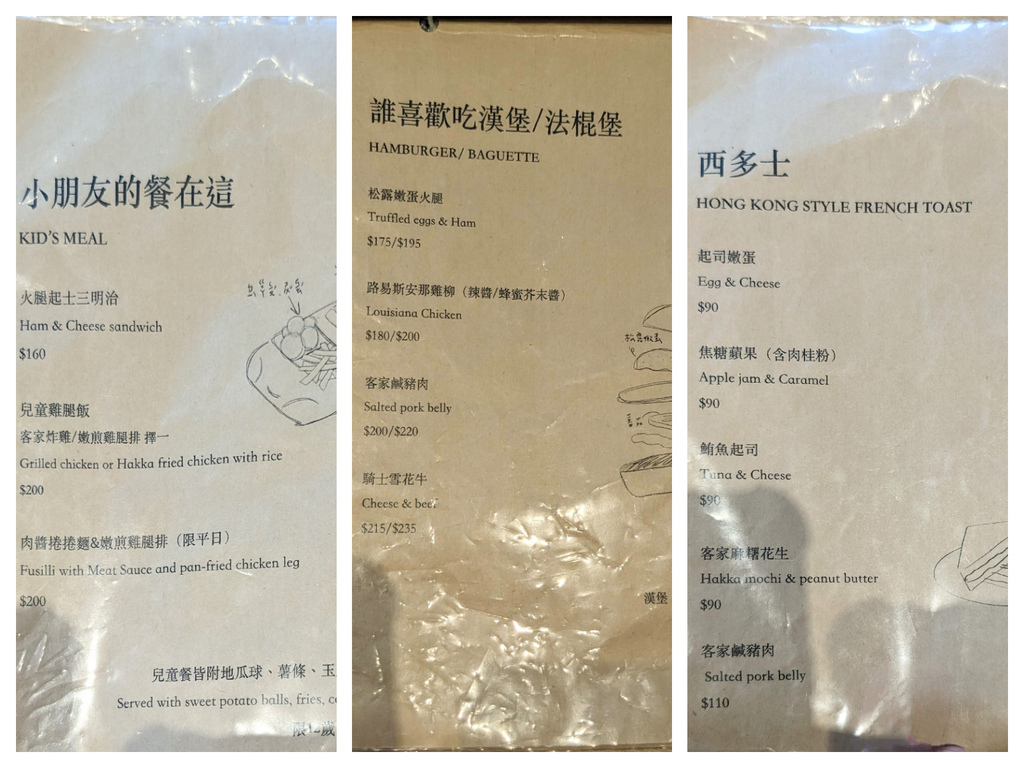 小朋友的餐在這
KID'S MEAL
火腿起士三明治
Ham & Cheese sandwich
$160
兒童雞腿飯
客家炸雞/嫩煎雞腿排 擇一
Grilled chicken or Hakka fried chicken with rice
$200
肉醬捲捲麵&嫩煎雞腿排（限平日）
Fusilli with Meat Sauce and pan-fried chicken leg
$200
兒童餐皆附地瓜球、薯條、玉
Served with sweet potato balls, fries,
限12歲
誰喜歡吃漢堡/法棍堡
HAMBURGER/ BAGUETTE
松露嫩蛋火腿
Truffled eggs & Ham
$175/$195
路易斯安那雞柳（辣醬/蜂蜜芥末醬）
Louisiana Chicken
$180/$200
客家鹹豬肉
Salted pork belly
$200/$220
騎士雪花牛
Cheese & beef
$215/$235
漢堡
西多士
HONG KONG STYLE FRENCH TOAST
起司嫩蛋
Egg & Cheese
$90
焦糖蘋果（含肉桂粉）
Apple jam & Caramel
$90
鮪魚起司
Tuna & Cheese
$90
客家麻糬花生
Hakka mochi & peanut butter
$90
客家鹹豬肉
Salted pork belly
$110